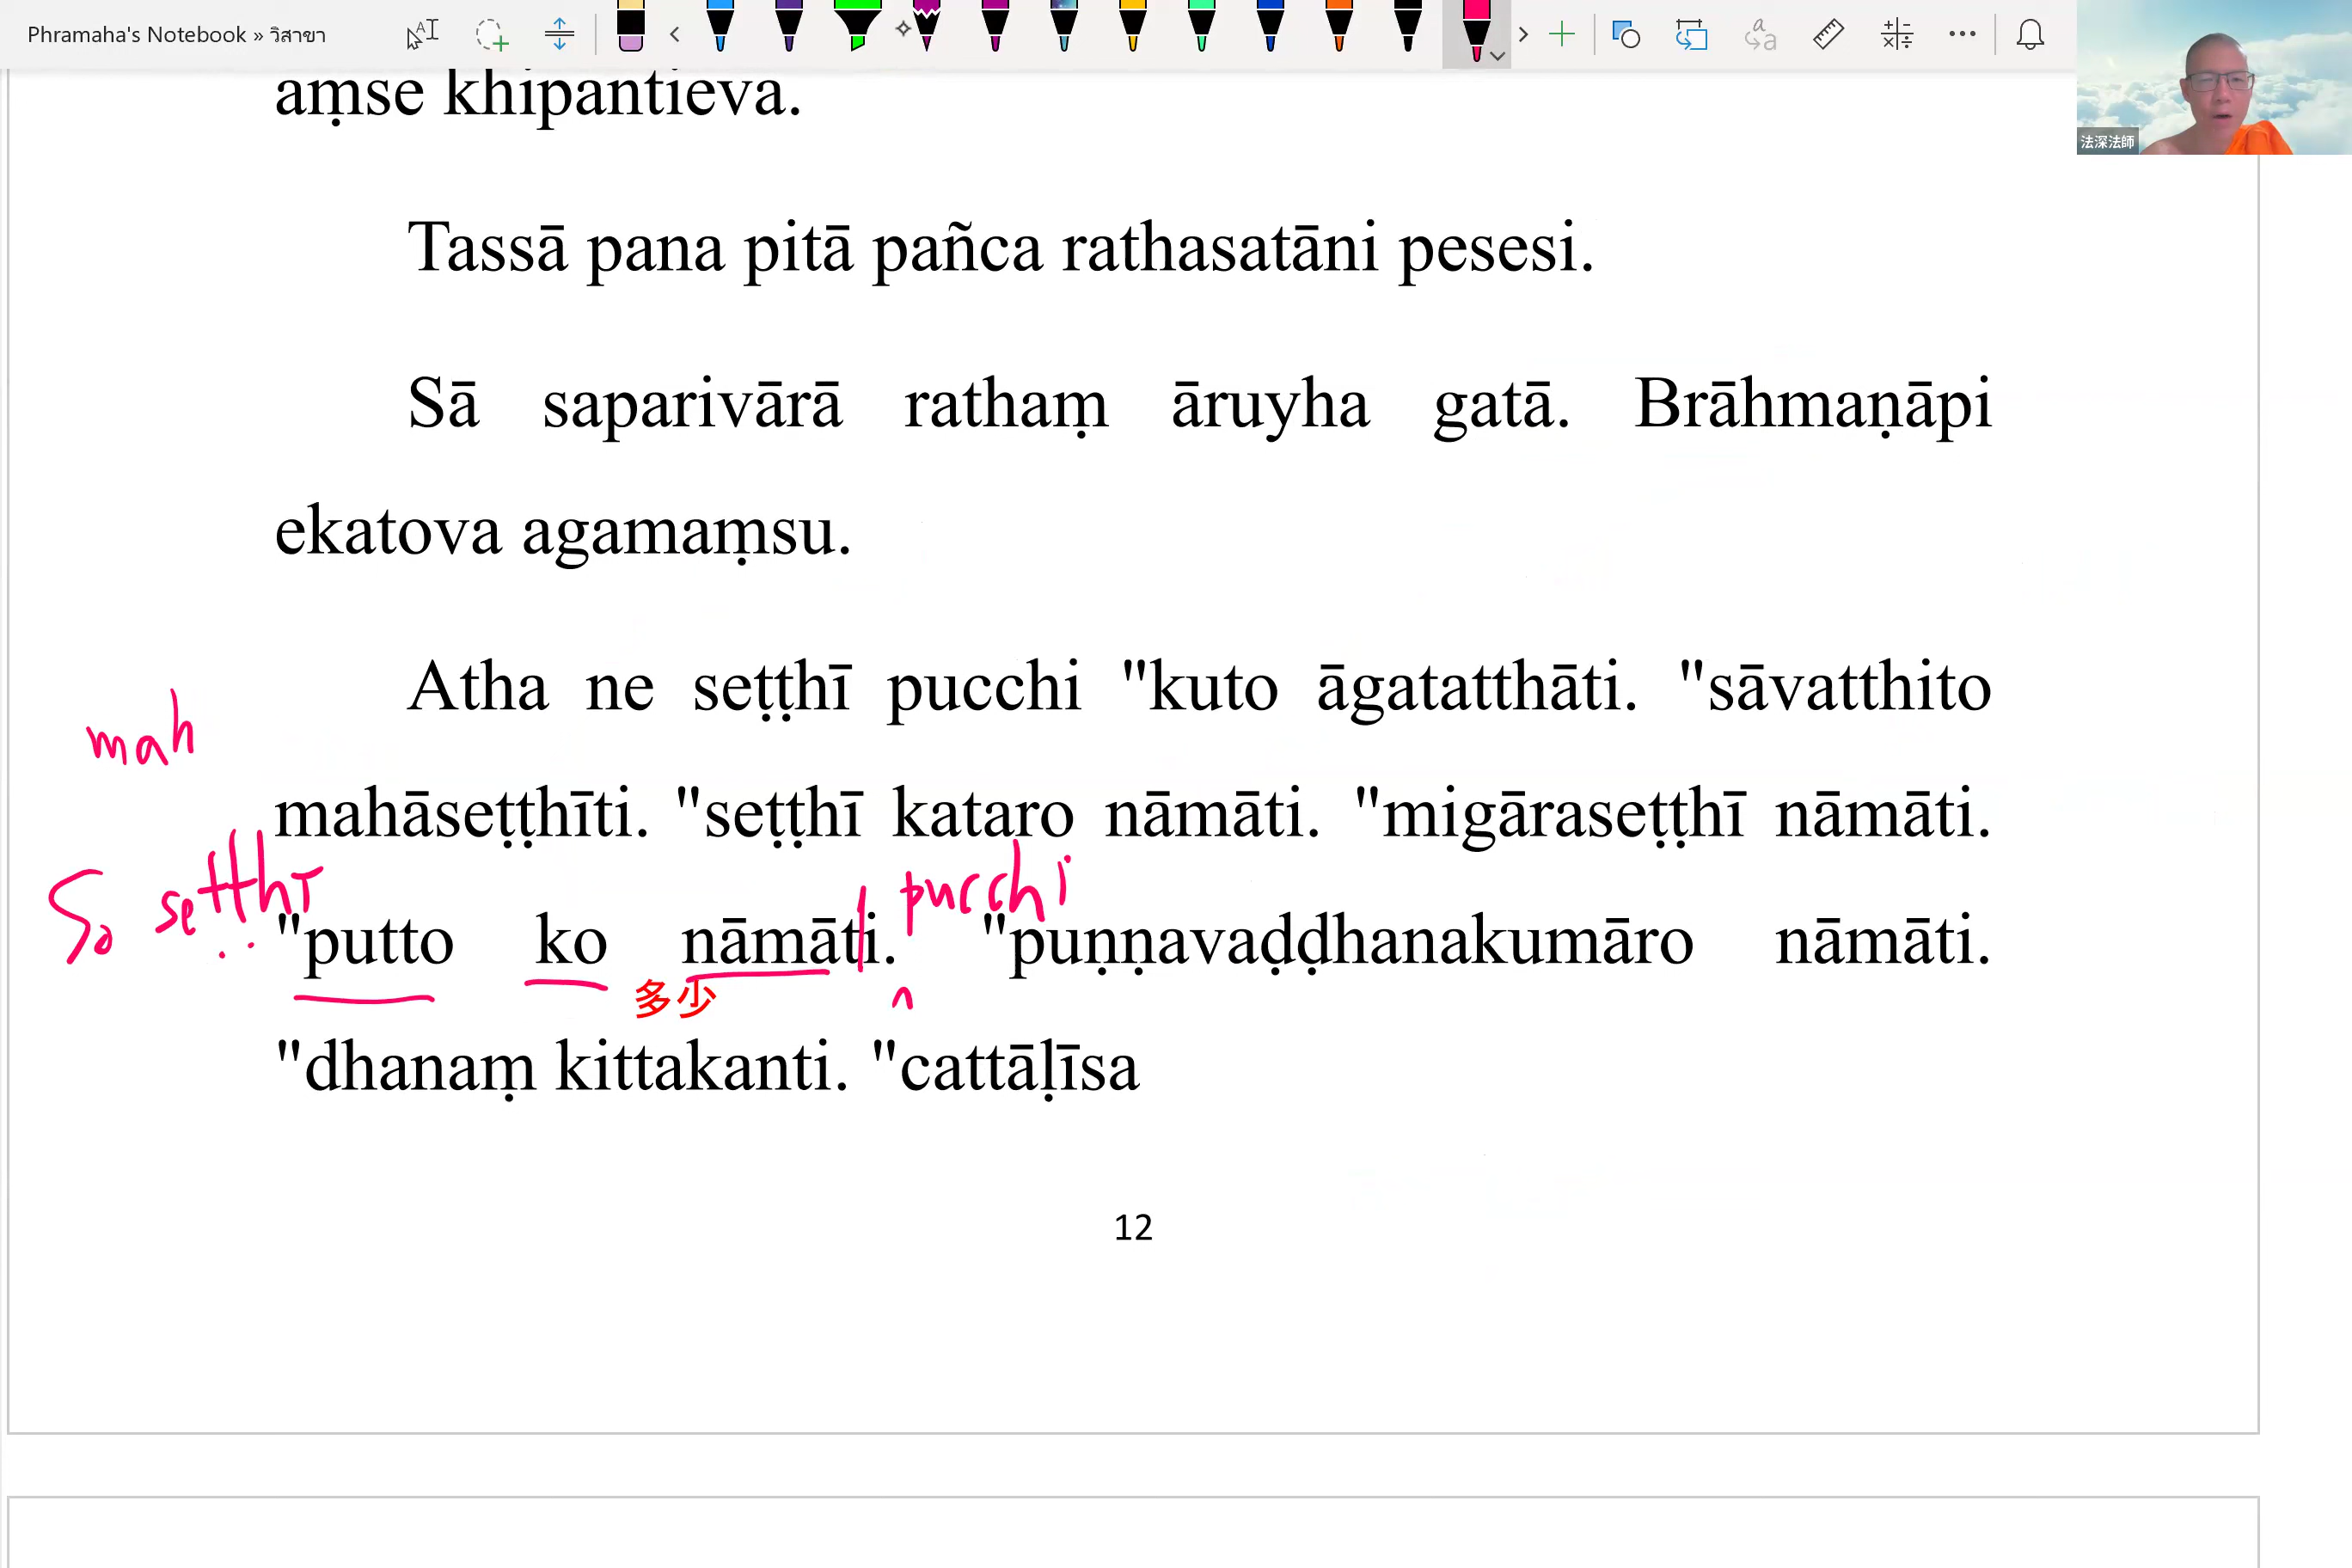 Phramaha's Notebook » วิสาขา
法深法師
aṃse khipantieva.
Tassā pana pitā pañca rathasatāni pesesi.
Sā saparivārā rathaṃ āruyha gatā. Brāhmaṇāpi
ekatova agamaṃsu.
Atha ne seṭṭhī pucchi "kuto āgatatthāti. "sāvatthito
mah
mahāseṭṭhīti. "seṭṭhī kataro nāmāti. "migāraseṭṭhī nāmāti.
So seṭṭhī pucchi
"putto ko nāmāti. "puṇṇavaḍḍhanakumāro nāmāti.
多少
"dhanaṃ kittakanti. "cattāḷīsa
12